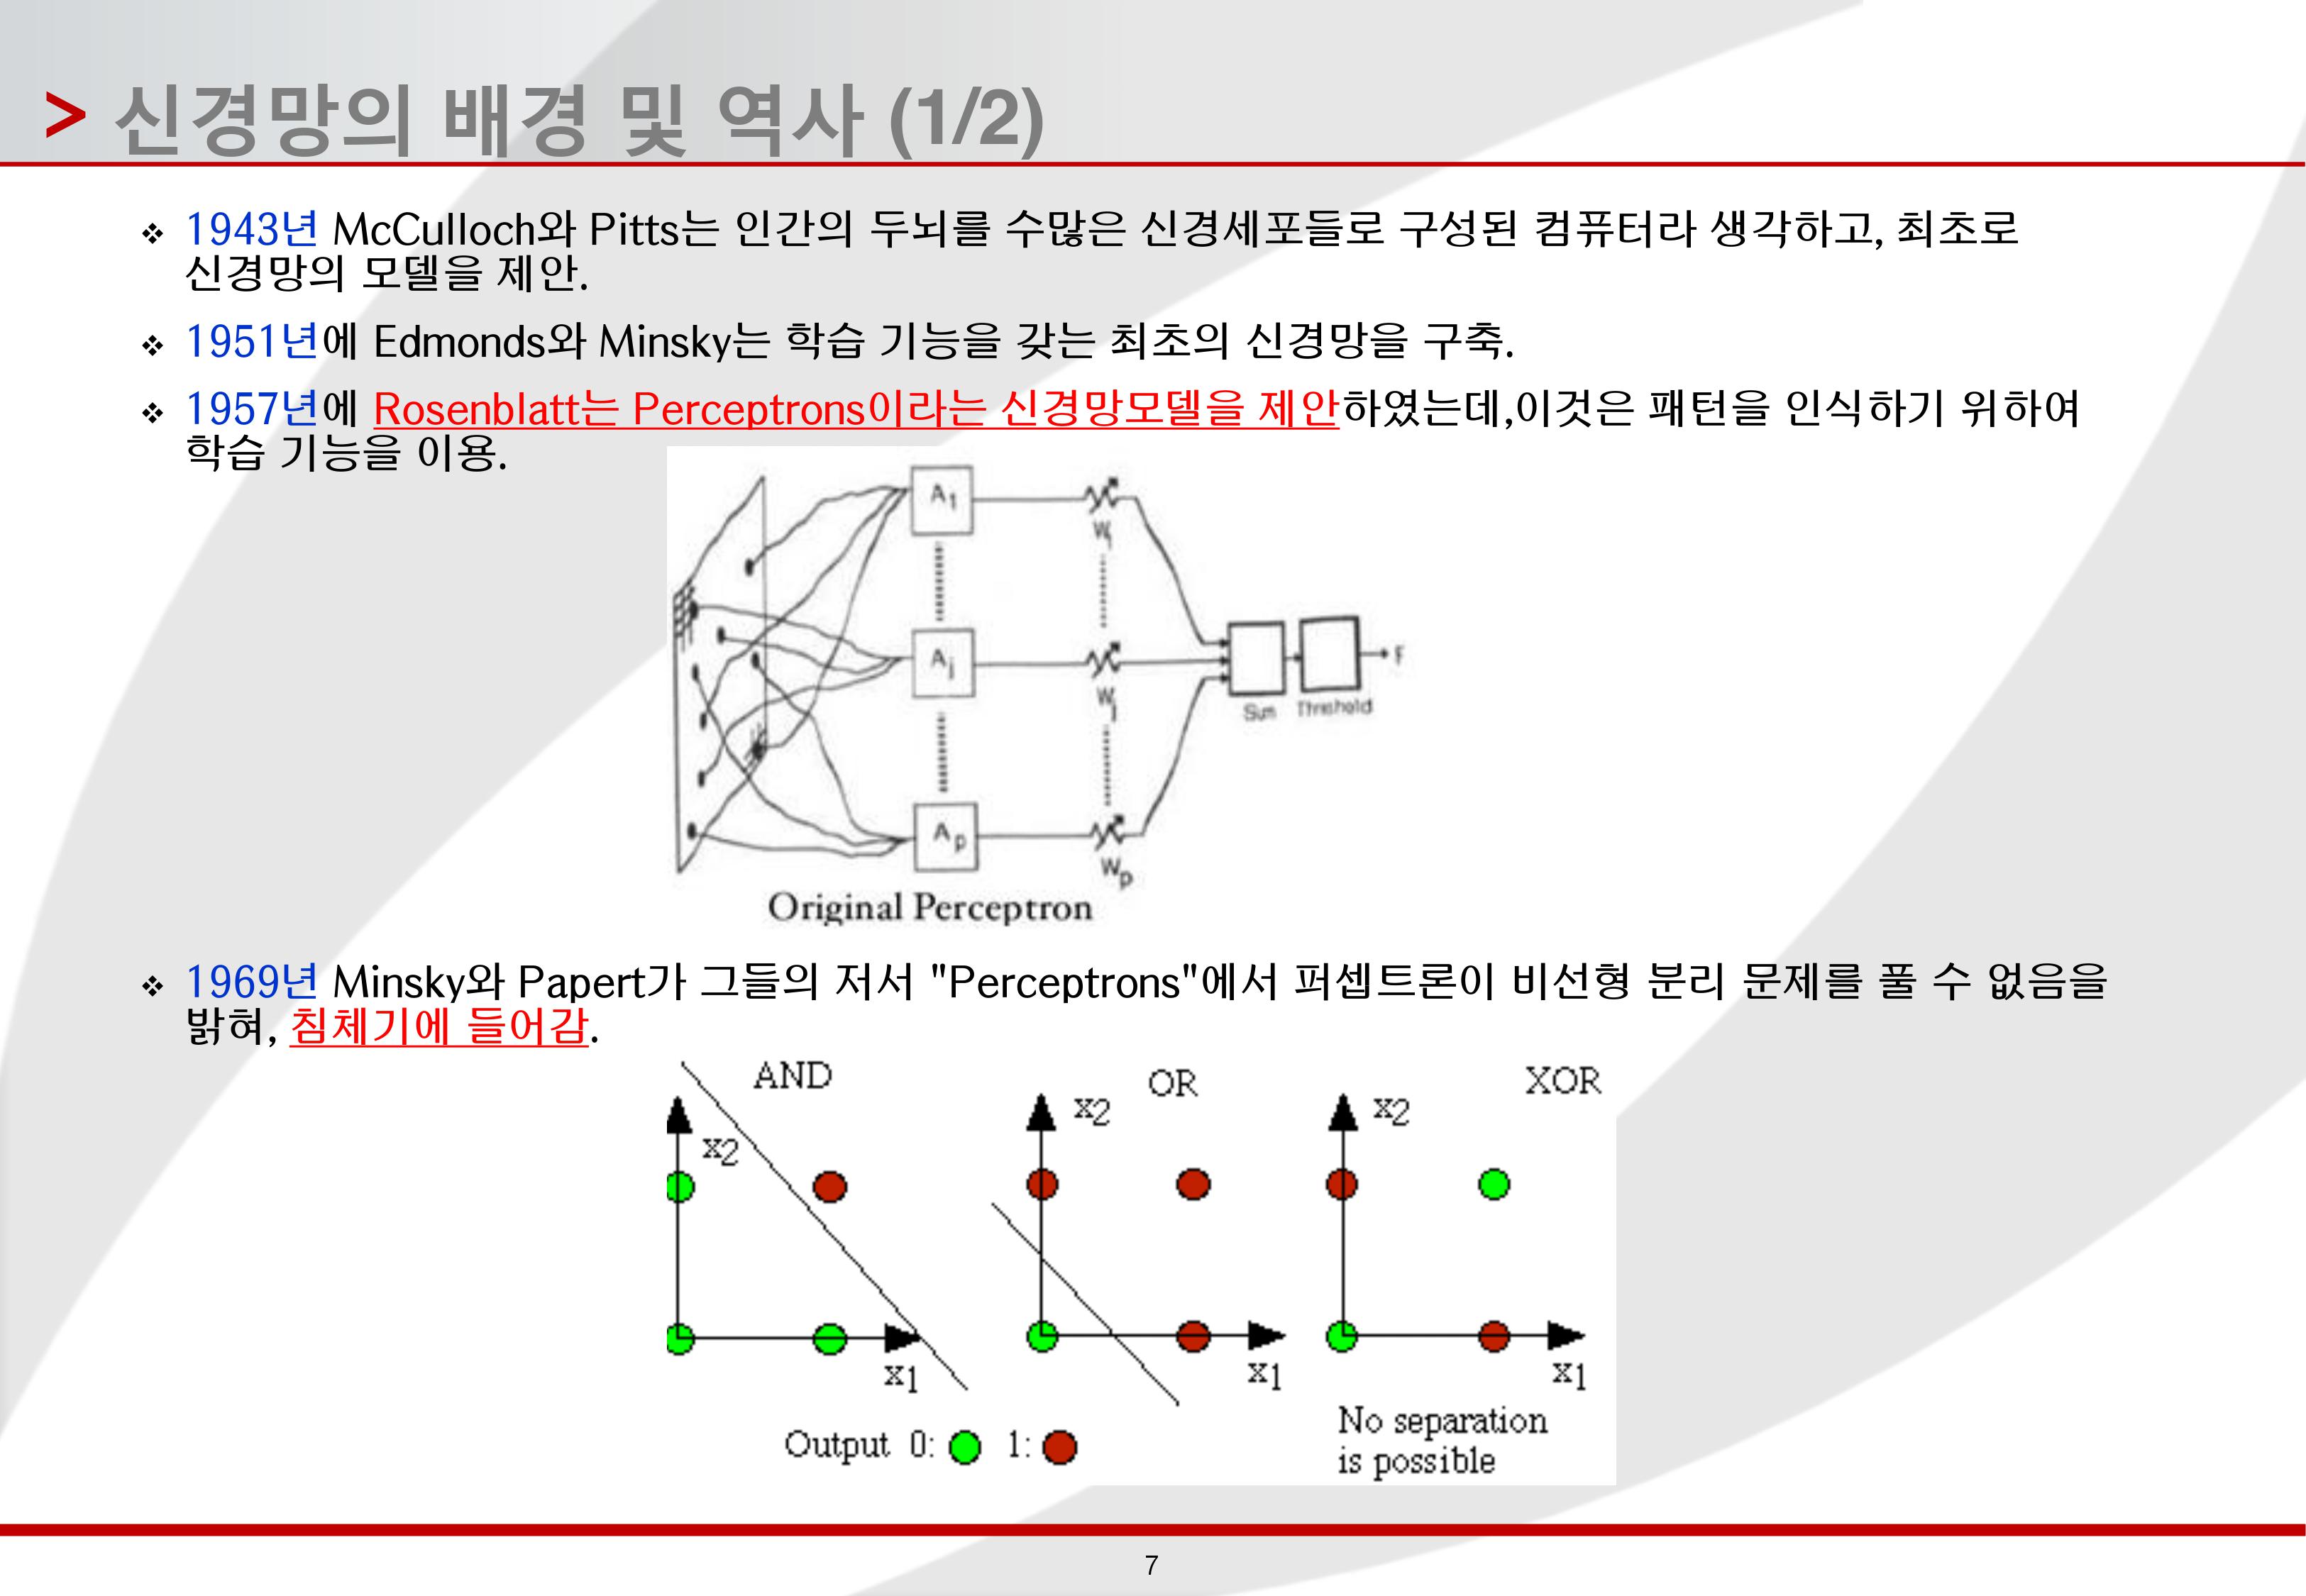 > 신경망의 배경 및 역사 (1/2)
❖ 1943년 McCulloch와 Pitts는 인간의 두뇌를 수많은 신경세포들로 구성된 컴퓨터라 생각하고, 최초로
신경망의 모델을 제안.
❖ 1951년에 Edmonds와 Minsky는 학습 기능을 갖는 최초의 신경망을 구축.
❖ 1957년에 Rosenblatt는 Perceptrons이라는 신경망모델을 제안하였는데,이것은 패턴을 인식하기 위하여
학습 기능을 이용.
A1
W1
Ai
Wi
Sum Threshold F
Ap
Wp
Original Perceptron
❖ 1969년 Minsky와 Papert가 그들의 저서 "Perceptrons"에서 퍼셉트론이 비선형 분리 문제를 풀 수 없음을
밝혀, 침체기에 들어감.
AND OR XOR
x2 x2 x2
x1 x1 x1
Output 0: 1:
No separation
is possible
7